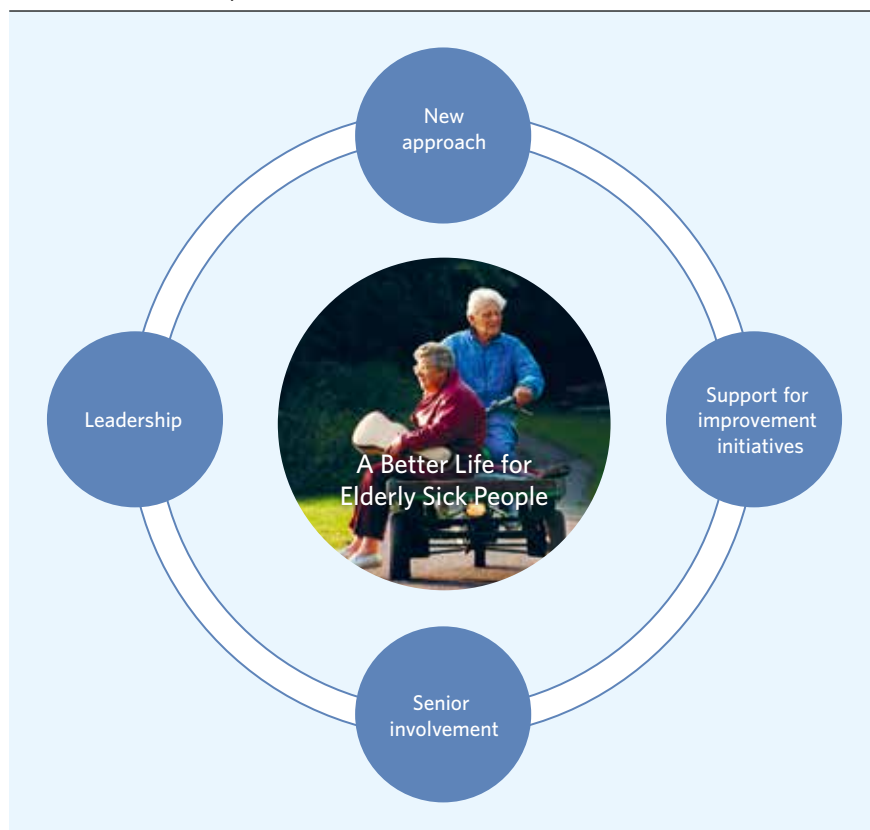 New
approach
Leadership
Support for
improvement
initiatives
A Better Life for
Elderly Sick People
Senior
involvement